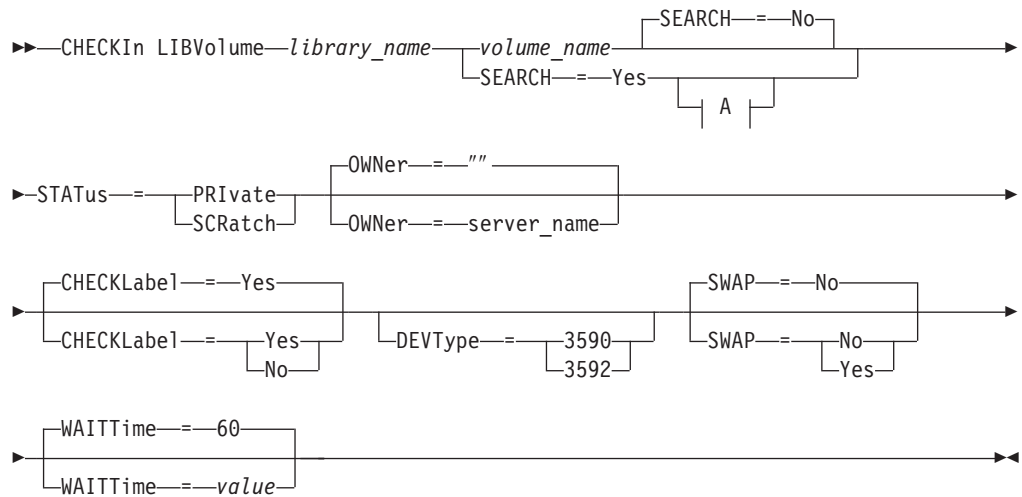 SEARCH = No
CHECKIn LIBVolume library_name volume_name
SEARCH = Yes
A
OWNer = ""
STATus = PRIvate
SCRatch OWNer = server_name
CHECKLabel = Yes SWAP = No
CHECKLabel = Yes DEVType = 3590 SWAP = No
No 3592 Yes
WAITTime = 60
WAITTime = value